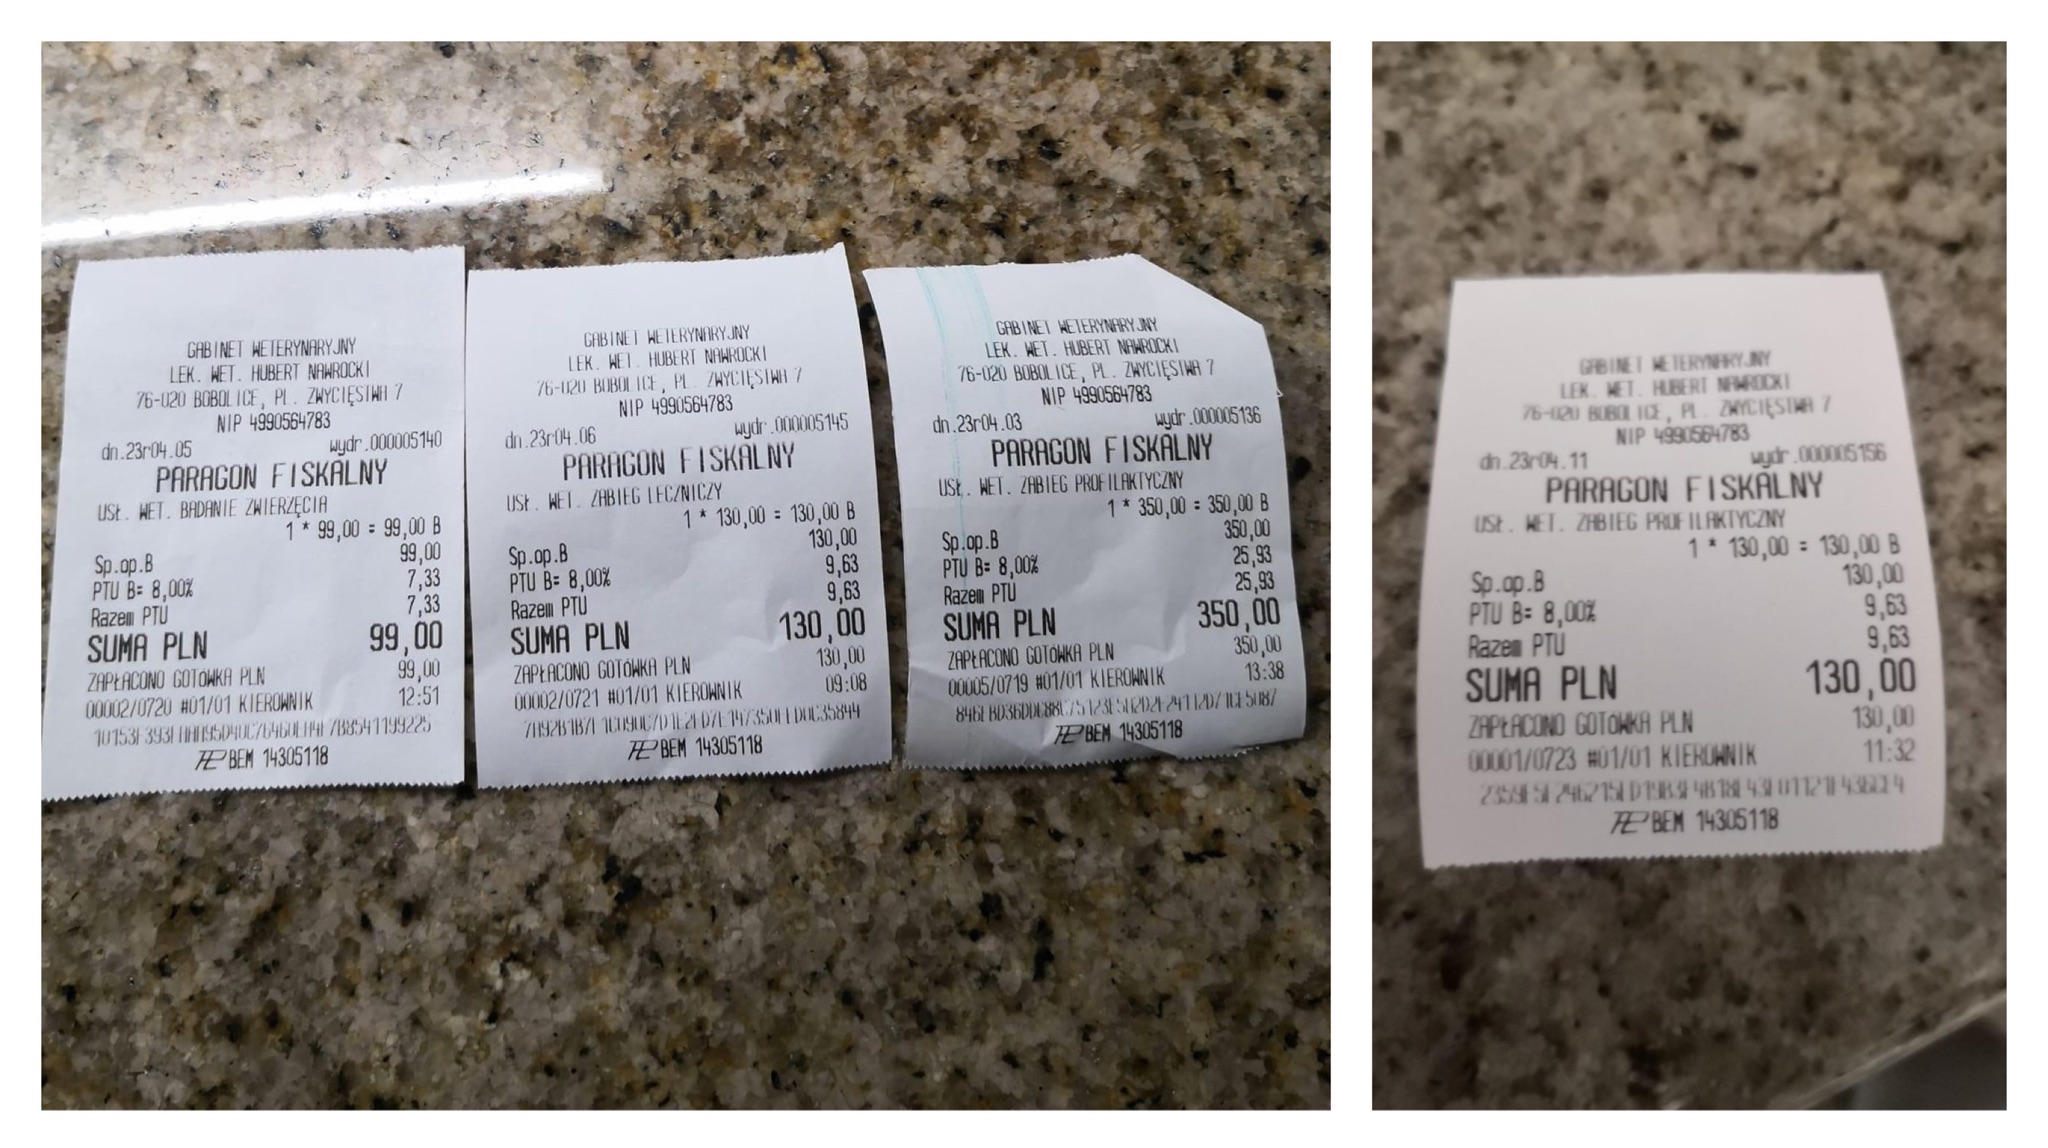 GABINET WETERYNARYJNY
LEK. WET. HUBERT NAWROCKI
76-020 BOBOLICE, PL. ZWYCIĘSTWA 7
NIP 4990564783
dn.23r04.05 wydr.000005140
PARAGON FISKALNY
USŁ. WET. BADANIE ZWIERZĘCIA
1 * 99,00 = 99,00 B
Sp.op.B 99,00
PTU B= 8,00% 7,33
Razem PTU 7,33
SUMA PLN 99,00
ZAPŁACONO GOTÓWKA PLN 99,00
00002/0720 #01/01 KIEROWNIK 12:51
BEM 14305118
GABINET WETERYNARYJNY
LEK. WET. HUBERT NAWROCKI
76-020 BOBOLICE, PL. ZWYCIĘSTWA 7
NIP 4990564783
dn.23r04.06 wydr.000005145
PARAGON FISKALNY
USŁ. WET. ZABIEG LECZNICZY
1 * 130,00 = 130,00 B
Sp.op.B 130,00
PTU B= 8,00% 9,63
Razem PTU 9,63
SUMA PLN 130,00
ZAPŁACONO GOTÓWKA PLN 130,00
00002/0721 #01/01 KIEROWNIK 09:08
BEM 14305118
GABINET WETERYNARYJNY
LEK. WET. HUBERT NAWROCKI
76-020 BOBOLICE, PL. ZWYCIĘSTWA 7
NIP 4990564783
dn.23r04.03 wydr.000005136
PARAGON FISKALNY
USŁ. WET. ZABIEG PROFILAKTYCZNY
1 * 350,00 = 350,00 B
Sp.op.B 350,00
PTU B= 8,00% 25,93
Razem PTU 25,93
SUMA PLN 350,00
ZAPŁACONO GOTÓWKA PLN 350,00
00005/0719 #01/01 KIEROWNIK 13:38
BEM 14305118
GABINET WETERYNARYJNY
LEK. WET. HUBERT NAWROCKI
76-020 BOBOLICE, PL. ZWYCIĘSTWA 7
NIP 4990564783
dn.23r04.11 wydr.000005156
PARAGON FISKALNY
USŁ. WET. ZABIEG PROFILAKTYCZNY
1 * 130,00 = 130,00 B
Sp.op.B 130,00
PTU B= 8,00% 9,63
Razem PTU 9,63
SUMA PLN 130,00
ZAPŁACONO GOTÓWKA PLN 130,00
00001/0723 #01/01 KIEROWNIK 11:32
BEM 14305118